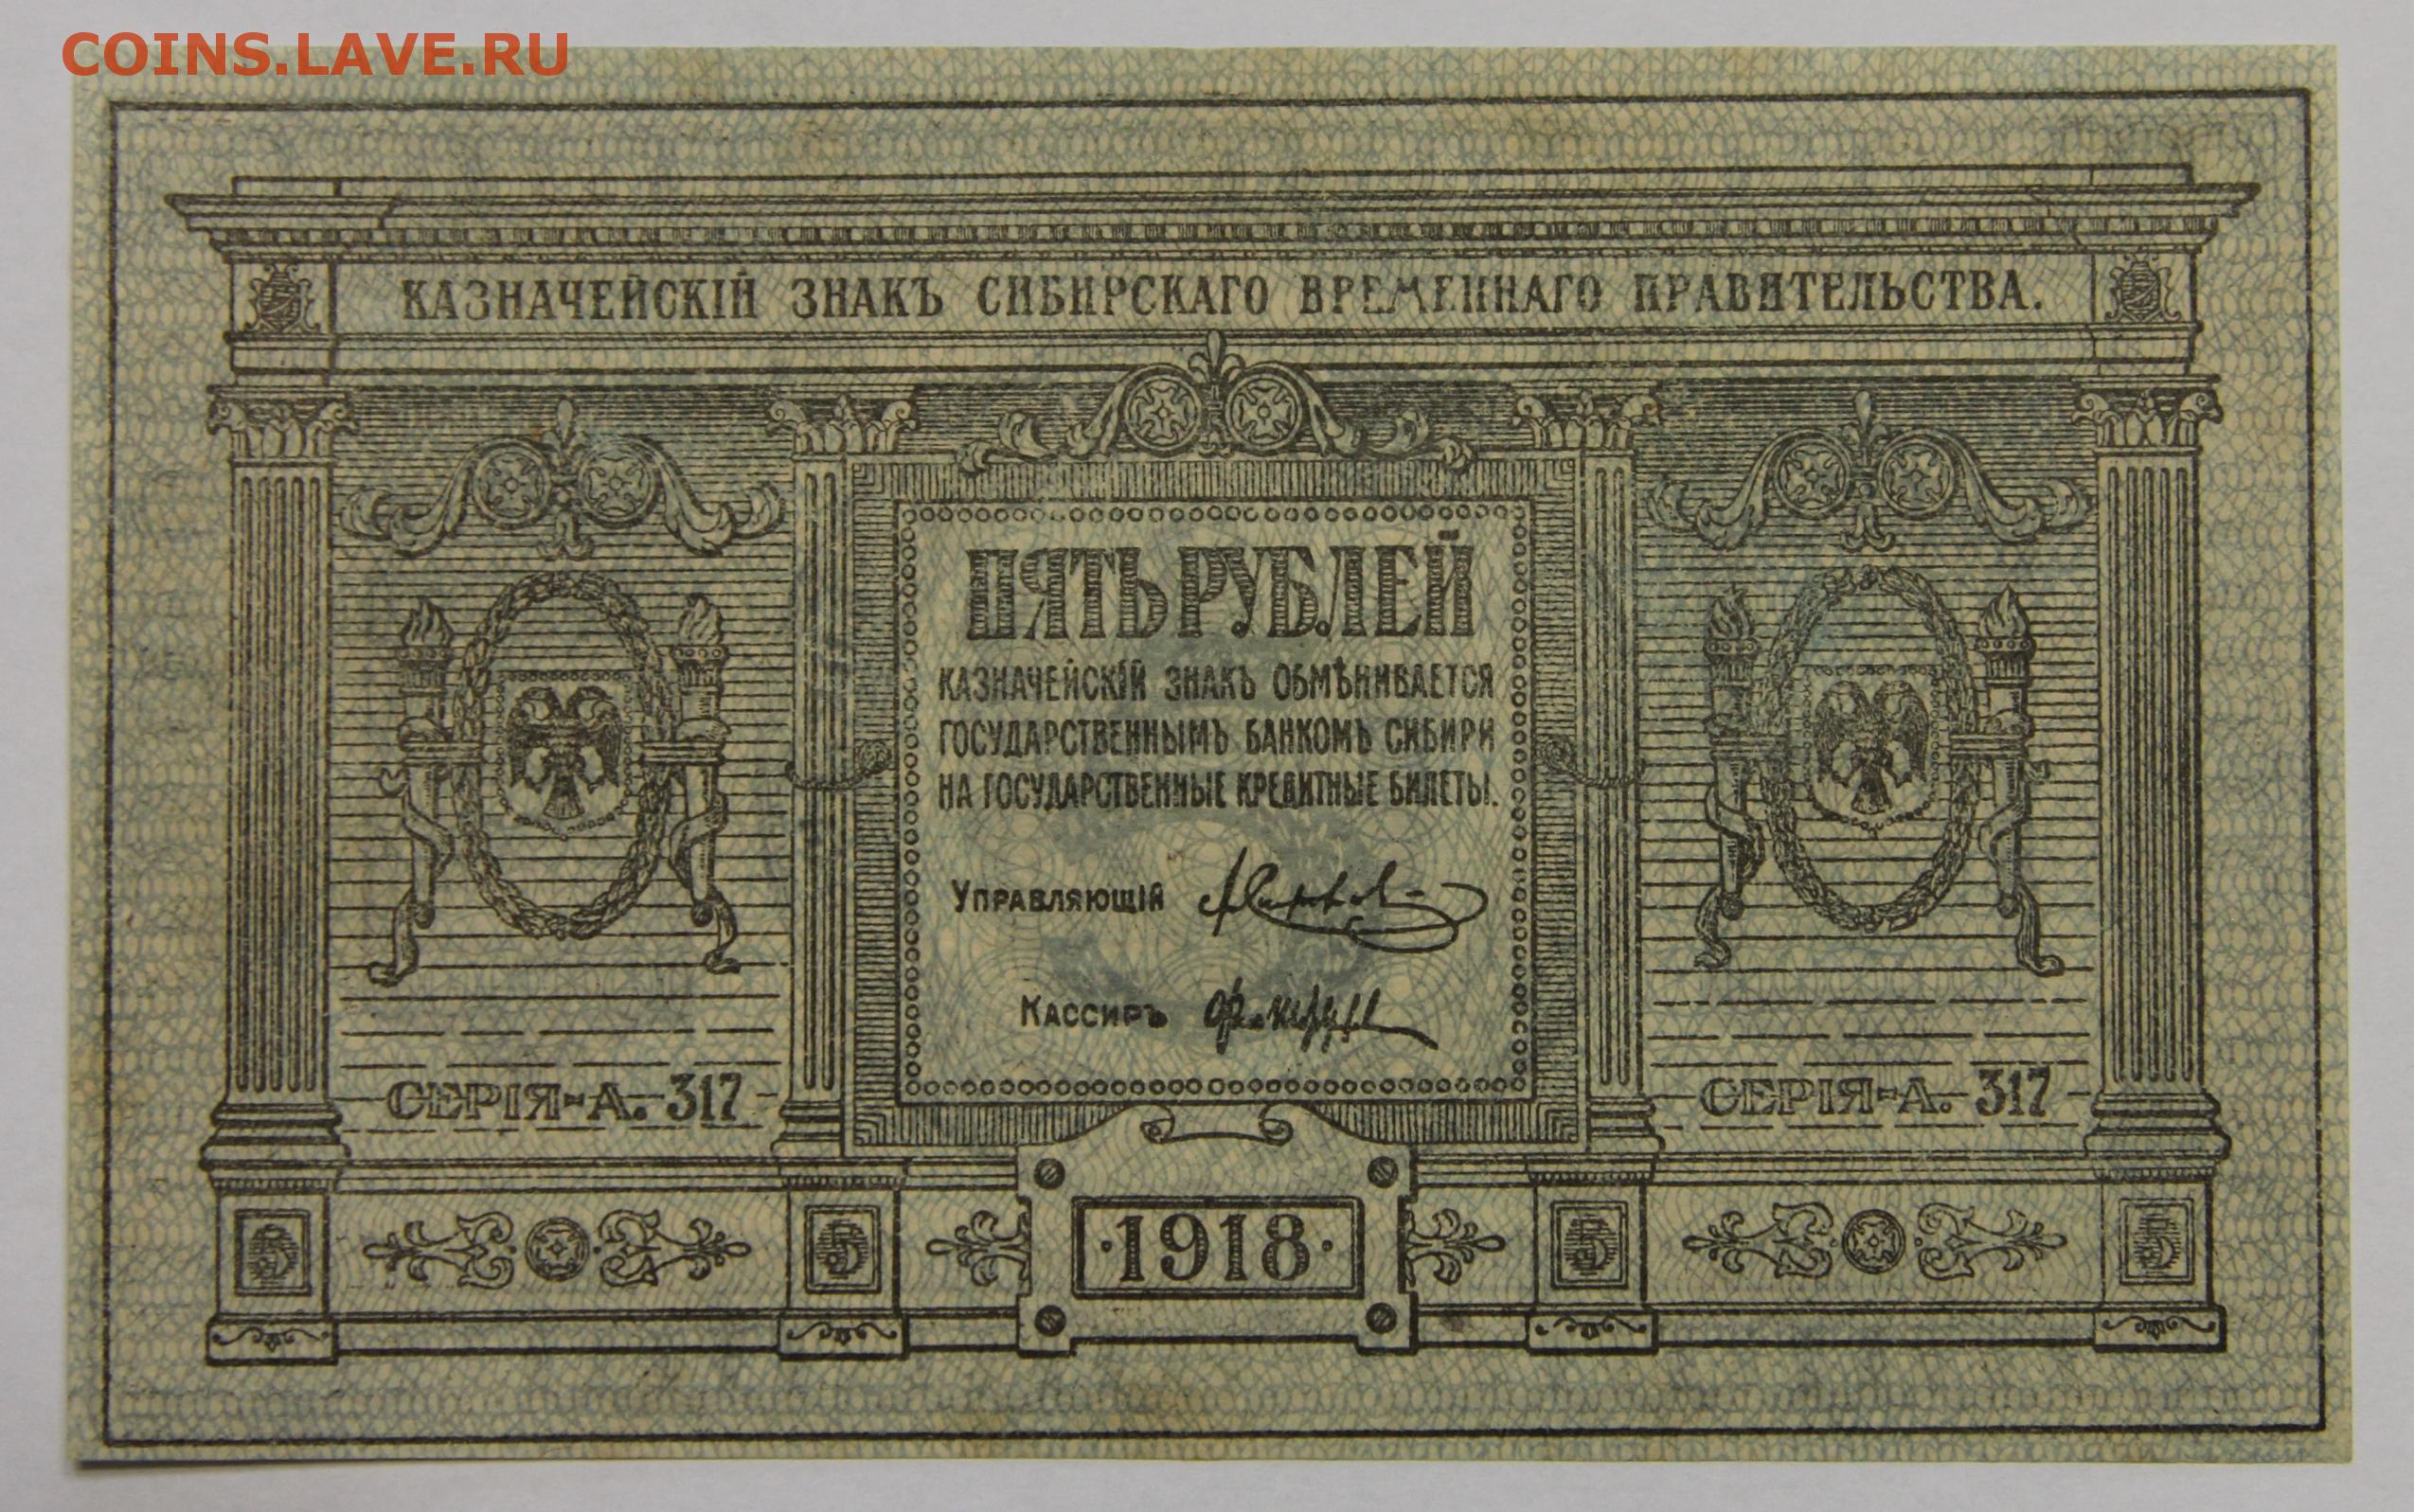 COINS.LAVE.RU
КАЗНАЧЕЙСКІЙ ЗНАКЪ СИБИРСКАГО ВРЕМЕННАГО ПРАВИТЕЛЬСТВА.
ПЯТЬ РУБЛЕЙ
КАЗНАЧЕЙСКІЙ ЗНАКЪ ОБМѢНИВАЕТСЯ
ГОСУДАРСТВЕННЫМЪ БАНКОМЪ СИБИРИ
НА ГОСУДАРСТВЕННЫЕ КРЕДИТНЫЕ БИЛЕТЫ.
УПРАВЛЯЮЩІЙ
КАССИРЪ
СЕРІЯ-А. 317
СЕРІЯ-А. 317
5
5
·1918·
5
5